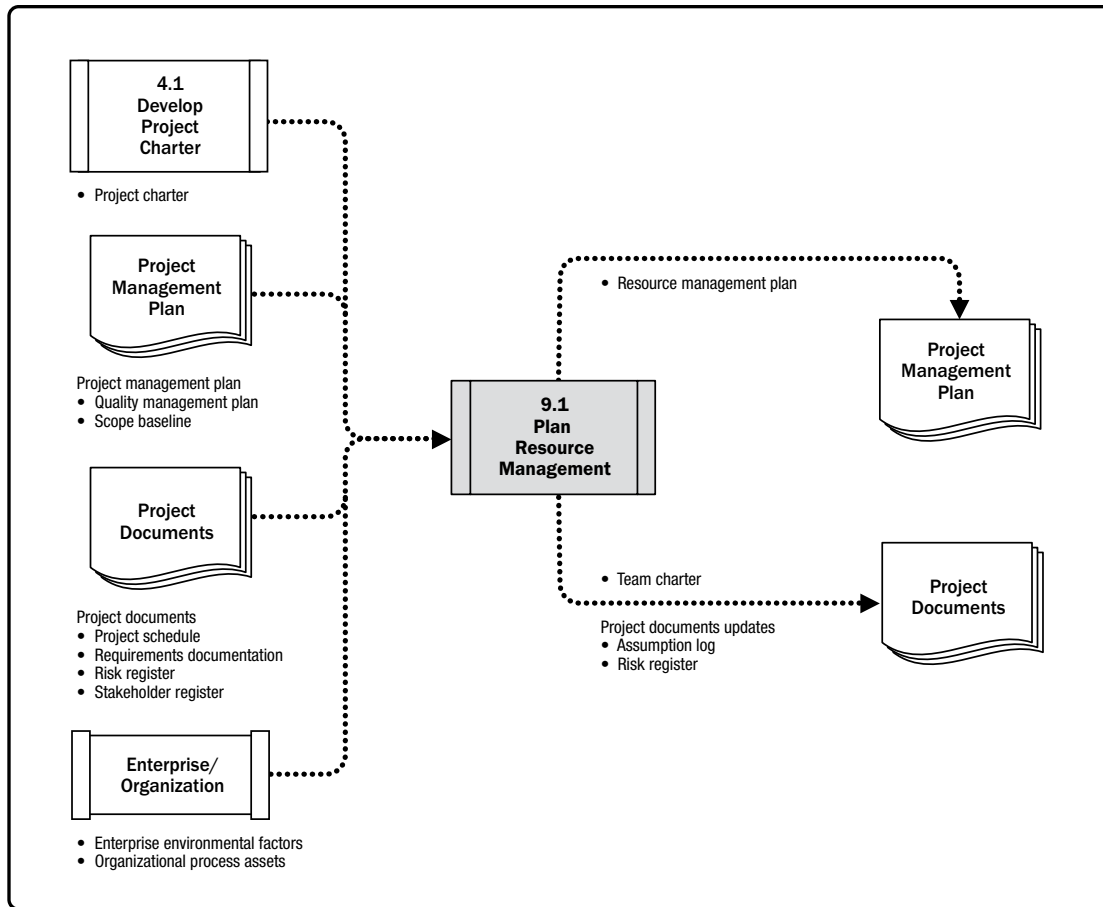 4.1
Develop
Project
Charter
• Project charter
Project
Management
Plan
Project management plan
• Quality management plan
• Scope baseline
Project
Documents
Project documents
• Project schedule
• Requirements documentation
• Risk register
• Stakeholder register
Enterprise/
Organization
• Enterprise environmental factors
• Organizational process assets
9.1
Plan
Resource
Management
• Resource management plan
Project
Management
Plan
• Team charter
Project documents updates
• Assumption log
• Risk register
Project
Documents